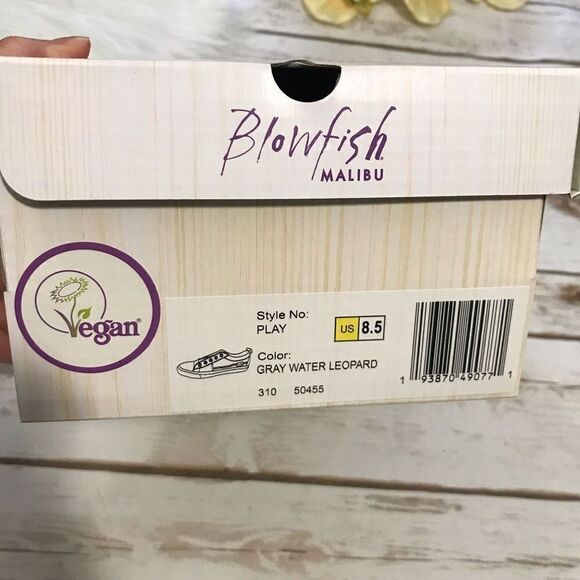 Blowfish
MALIBU
Vegan®
Style No:
PLAY
US 8.5
Color:
GRAY WATER LEOPARD
310 50455
1 93870 49077 1